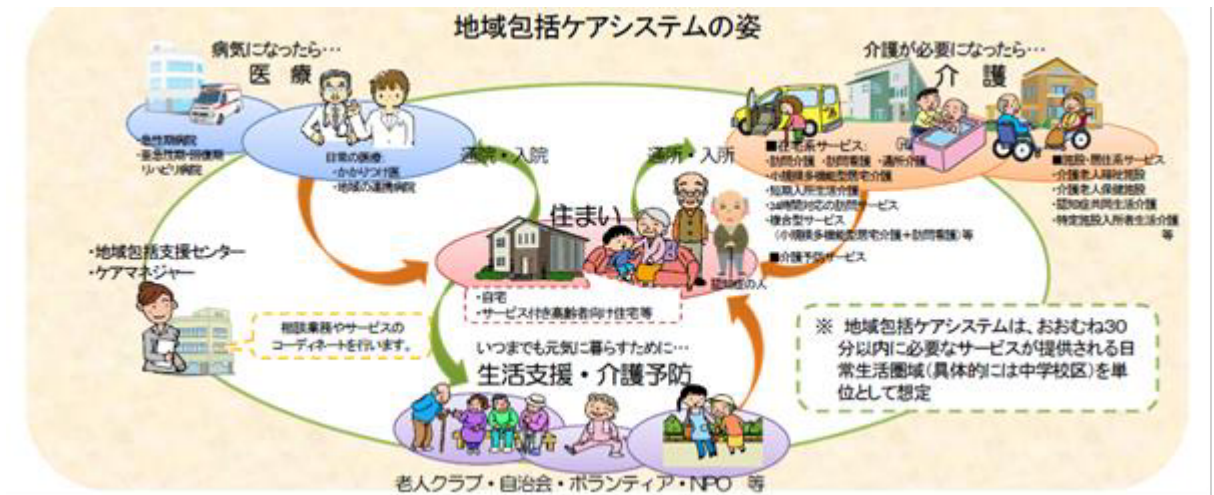 地域包括ケアシステムの姿
病気になったら…
医 療
介護が必要になったら…
介 護
・急性期病院
・亜急性期・回復期
リハビリ病院
日常の医療:
・かかりつけ医
・地域の連携病院
通院・入院
通所・入所
■在宅系サービス:
・訪問介護 ・訪問看護 ・通所介護
・小規模多機能型居宅介護
・短期入所生活介護
・24時間対応の訪問サービス
・複合型サービス
(小規模多機能型居宅介護+訪問看護)等
■介護予防サービス
■施設・居住系サービス
・介護老人福祉施設
・介護老人保健施設
・認知症共同生活介護
・特定施設入所者生活介護
等
住まい
認知症の人
・自宅
・サービス付き高齢者向け住宅等
・地域包括支援センター
・ケアマネジャー
相談業務やサービスの
コーディネートを行います。
いつまでも元気に暮らすために…
生活支援・介護予防
老人クラブ・自治会・ボランティア・NPO 等
※ 地域包括ケアシステムは、おおむね30
分以内に必要なサービスが提供される日
常生活圏域(具体的には中学校区)を単
位として想定